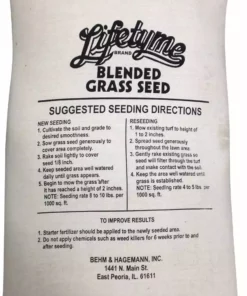 Lifetyme
BRAND
BLENDED
GRASS SEED
SUGGESTED SEEDING DIRECTIONS
NEW SEEDING
1. Cultivate the soil and grade to
desired smoothness.
2. Sow grass seed generously to
cover area completely.
3. Rake soil lightly to cover
seed 1/8 inch.
4. Keep seeded area well watered
daily until grass appears.
5. Begin to mow the grass after
it has reached a height of 2 inches.
NOTE: Seeding rate 8 to 10 lbs. per
1000 sq. ft.
RESEEDING
1. Mow existing turf to height of
1 to 2 inches.
2. Spread seed generously
throughout the lawn area.
3. Gently rake existing grass so
seed will filter through the turf
and make contact with the soil.
4. Keep the area well watered until
grass is established.
NOTE: Seeding rate 4 to 5 lbs. per
1000 sq. ft.
TO IMPROVE RESULTS
1. Starter fertilizer should be applied to the newly seeded area.
2. Do not apply chemicals such as weed killers for 6 weeks prior to and
after seeding.
BEHM & HAGEMANN, INC.
1441 N. Main St.
East Peoria, IL 61611